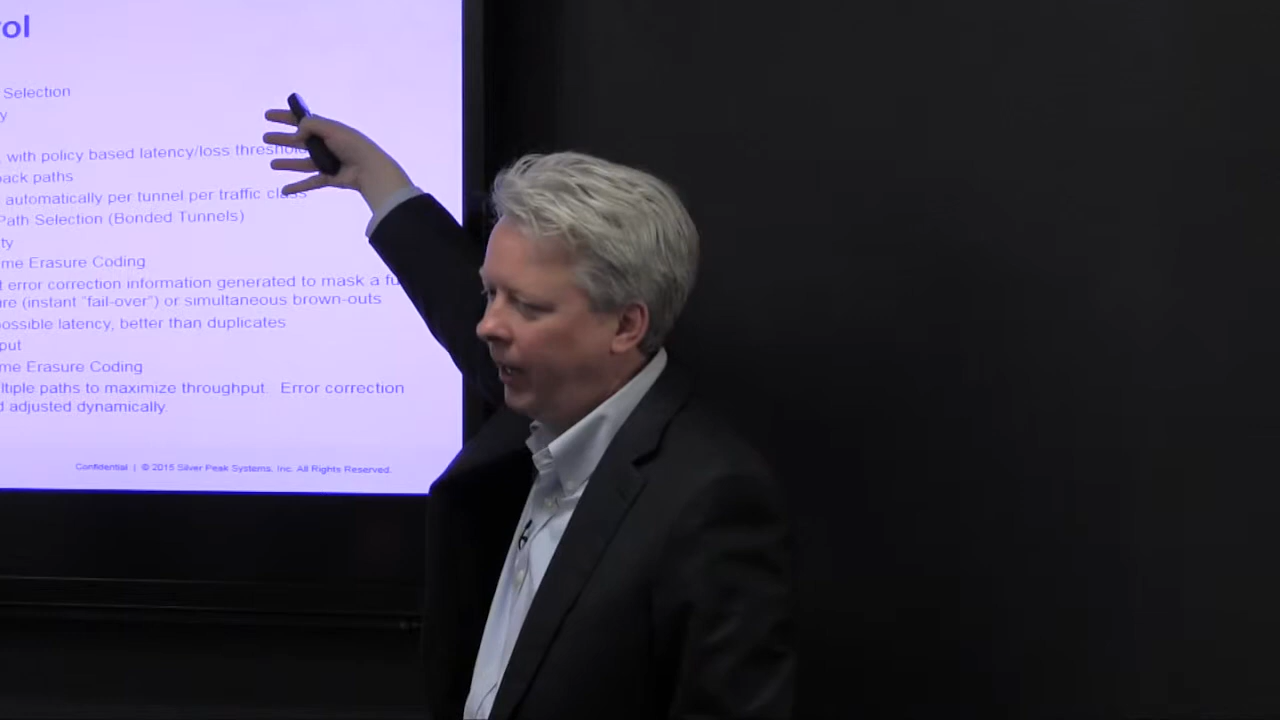 ol
Selection
y
, with policy based latency/loss threshold
ack paths
automatically per tunnel per traffic class
Path Selection (Bonded Tunnels)
ty
me Erasure Coding
t error correction information generated to mask a fu
re (instant "fail-over") or simultaneous brown-outs
ossible latency, better than duplicates
put
me Erasure Coding
ltiple paths to maximize throughput. Error correction
d adjusted dynamically.
Confidential | © 2015 Silver Peak Systems, Inc. All Rights Reserved.